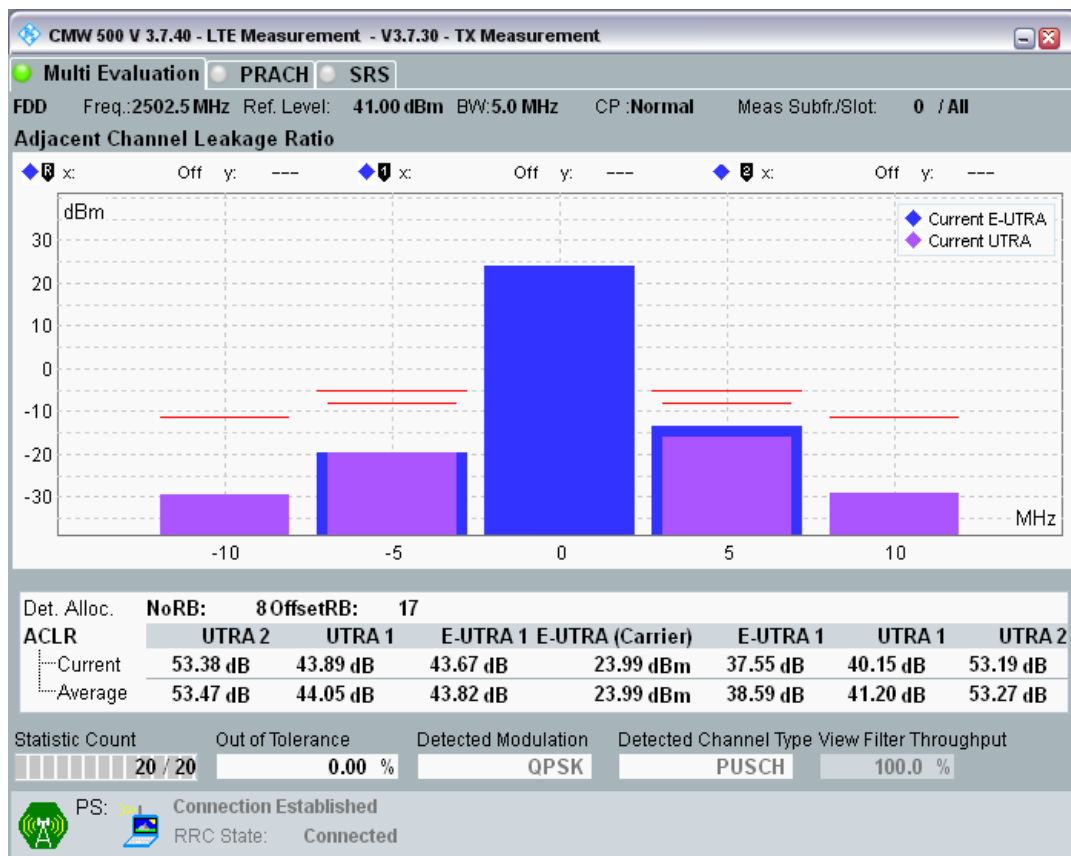 CMW 500 V 3.7.40 - LTE Measurement - V3.7.30 - TX Measurement
Multi Evaluation PRACH SRS
FDD Freq.:2502.5 MHz Ref. Level: 41.00 dBm BW:5.0 MHz CP :Normal Meas Subfr./Slot: 0 / All
Adjacent Channel Leakage Ratio
R x: Off y: --- 1 x: Off y: --- 2 x: Off y: ---
dBm
Current E-UTRA
Current UTRA
30
20
10
0
-10
-20
-30
MHz
-10 -5 0 5 10
Det. Alloc. NoRB: 8 OffsetRB: 17
ACLR UTRA 2 UTRA 1 E-UTRA 1 E-UTRA (Carrier) E-UTRA 1 UTRA 1 UTRA 2
Current 53.38 dB 43.89 dB 43.67 dB 23.99 dBm 37.55 dB 40.15 dB 53.19 dB
Average 53.47 dB 44.05 dB 43.82 dB 23.99 dBm 38.59 dB 41.20 dB 53.27 dB
Statistic Count Out of Tolerance Detected Modulation Detected Channel Type View Filter Throughput
20 / 20 0.00 % QPSK PUSCH 100.0 %
PS: Connection Established
RRC State: Connected